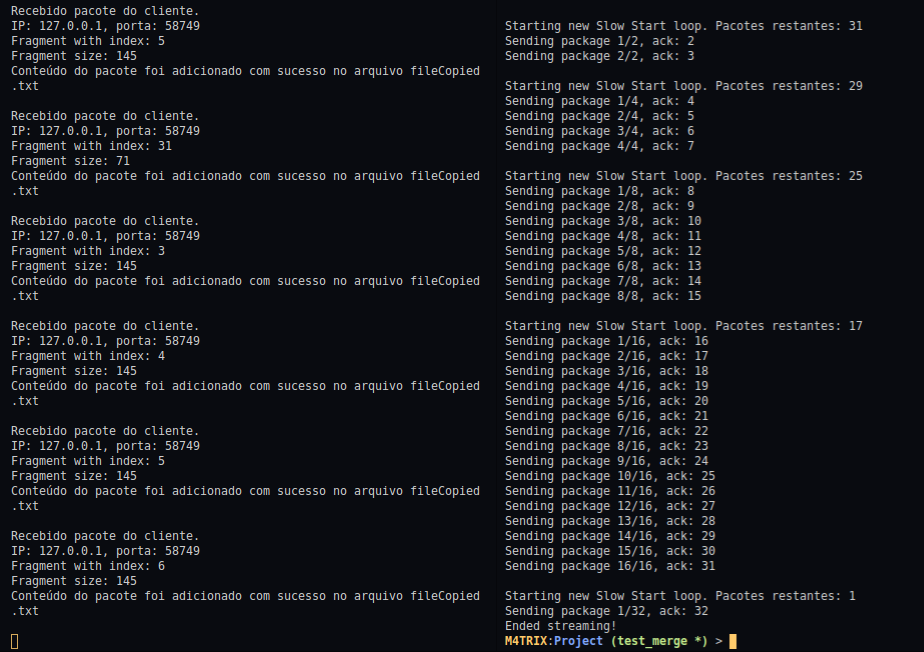 Recebido pacote do cliente.
IP: 127.0.0.1, porta: 58749
Fragment with index: 5
Fragment size: 145
Conteúdo do pacote foi adicionado com sucesso no arquivo fileCopied
.txt

Recebido pacote do cliente.
IP: 127.0.0.1, porta: 58749
Fragment with index: 31
Fragment size: 71
Conteúdo do pacote foi adicionado com sucesso no arquivo fileCopied
.txt

Recebido pacote do cliente.
IP: 127.0.0.1, porta: 58749
Fragment with index: 3
Fragment size: 145
Conteúdo do pacote foi adicionado com sucesso no arquivo fileCopied
.txt

Recebido pacote do cliente.
IP: 127.0.0.1, porta: 58749
Fragment with index: 4
Fragment size: 145
Conteúdo do pacote foi adicionado com sucesso no arquivo fileCopied
.txt

Recebido pacote do cliente.
IP: 127.0.0.1, porta: 58749
Fragment with index: 5
Fragment size: 145
Conteúdo do pacote foi adicionado com sucesso no arquivo fileCopied
.txt

Recebido pacote do cliente.
IP: 127.0.0.1, porta: 58749
Fragment with index: 6
Fragment size: 145
Conteúdo do pacote foi adicionado com sucesso no arquivo fileCopied
.txt

Starting new Slow Start loop. Pacotes restantes: 31
Sending package 1/2, ack: 2
Sending package 2/2, ack: 3

Starting new Slow Start loop. Pacotes restantes: 29
Sending package 1/4, ack: 4
Sending package 2/4, ack: 5
Sending package 3/4, ack: 6
Sending package 4/4, ack: 7

Starting new Slow Start loop. Pacotes restantes: 25
Sending package 1/8, ack: 8
Sending package 2/8, ack: 9
Sending package 3/8, ack: 10
Sending package 4/8, ack: 11
Sending package 5/8, ack: 12
Sending package 6/8, ack: 13
Sending package 7/8, ack: 14
Sending package 8/8, ack: 15

Starting new Slow Start loop. Pacotes restantes: 17
Sending package 1/16, ack: 16
Sending package 2/16, ack: 17
Sending package 3/16, ack: 18
Sending package 4/16, ack: 19
Sending package 5/16, ack: 20
Sending package 6/16, ack: 21
Sending package 7/16, ack: 22
Sending package 8/16, ack: 23
Sending package 9/16, ack: 24
Sending package 10/16, ack: 25
Sending package 11/16, ack: 26
Sending package 12/16, ack: 27
Sending package 13/16, ack: 28
Sending package 14/16, ack: 29
Sending package 15/16, ack: 30
Sending package 16/16, ack: 31

Starting new Slow Start loop. Pacotes restantes: 1
Sending package 1/32, ack: 32
Ended streaming!
M4TRIX:Project (test_merge *) >